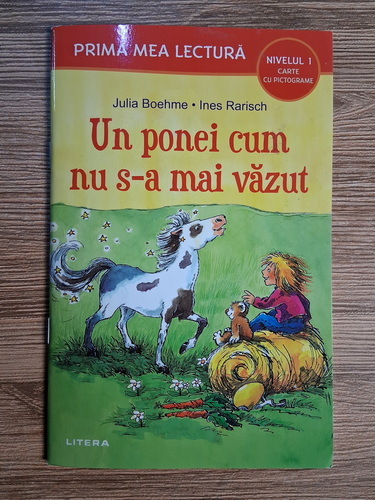 PRIMA MEA LECTURĂ
NIVELUL 1
CARTE
CU PICTOGRAME
Julia Boehme • Ines Rarisch
Un ponei cum
nu s-a mai văzut
LITERA